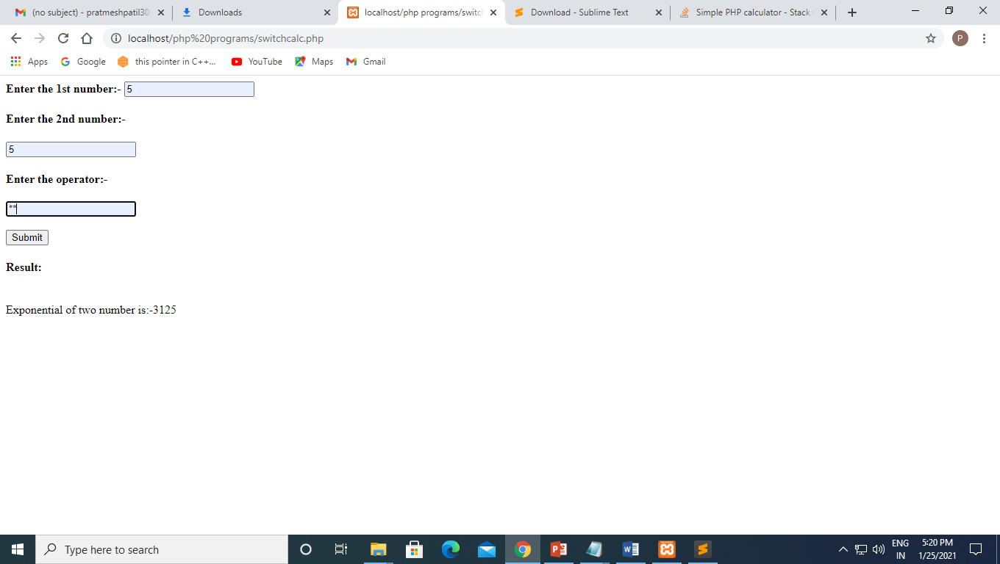 (no subject) - pratmeshpatil30
Downloads
localhost/php programs/switch
Download - Sublime Text
Simple PHP calculator - Stack
localhost/php%20programs/switchcalc.php
P
Apps
Google
this pointer in C++...
YouTube
Maps
Gmail
Enter the 1st number:- 5
Enter the 2nd number:-
5
Enter the operator:-
**
Submit
Result:
Exponential of two number is:-3125
Type here to search
ENG
IN
5:20 PM
1/25/2021